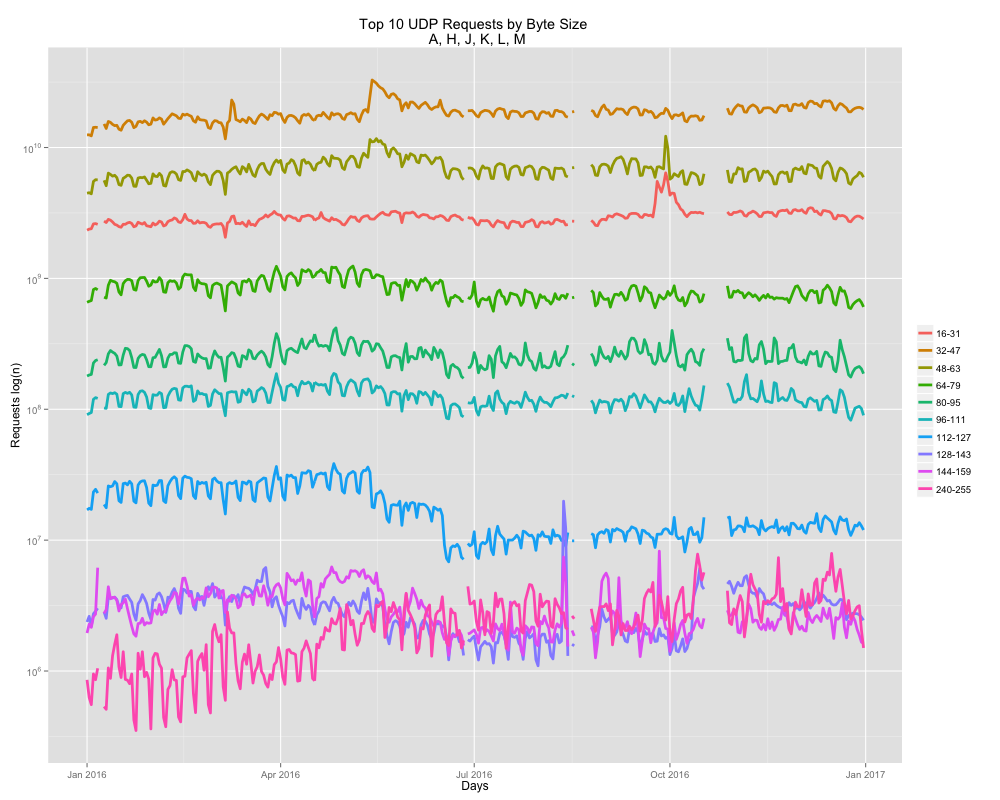 Top 10 UDP Requests by Byte Size
A, H, J, K, L, M
Requests log(n)
10^10
10^9
10^8
10^7
10^6
Jan 2016
Apr 2016
Jul 2016
Oct 2016
Jan 2017
Days
16-31
32-47
48-63
64-79
80-95
96-111
112-127
128-143
144-159
240-255